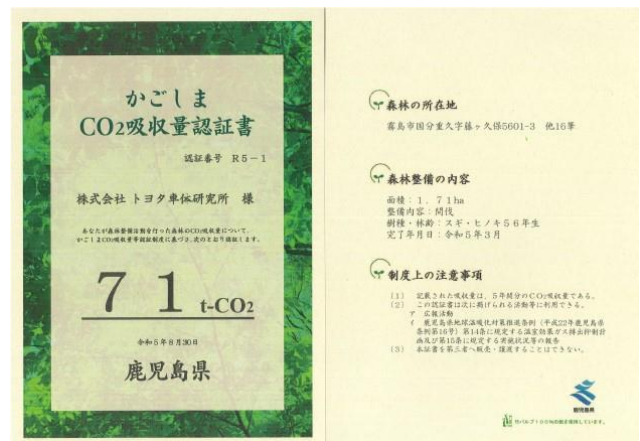 かごしま
CO2吸収量認証書
認証番号 R5-1
株式会社 トヨタ車体研究所 様
あなたが森林整備活動を行った森林のCO2吸収量について、
かごしまCO2吸収量等認証制度に基づき、次のとおり認証します。
71 t-CO2
令和5年8月30日
鹿児島県
森林の所在地
霧島市国分重久字藤ヶ久保5601-3 他16筆
森林整備の内容
面積:1.71ha
整備内容:間伐
樹種・林齢:スギ・ヒノキ56年生
完了年月日:令和5年3月
制度上の注意事項
(1) 記載された吸収量は、5年間分のCO2吸収量である。
(2) この認証書は次に掲げられる活動等に利用できる。
ア 広報活動
イ 鹿児島県地球温暖化対策推進条例(平成22年鹿児島県
条例第16号)第14条に規定する温室効果ガス排出抑制計
画及び第15条に規定する実施状況等の報告
(3) 本証書を第三者へ販売・譲渡することはできない。
鹿児島県